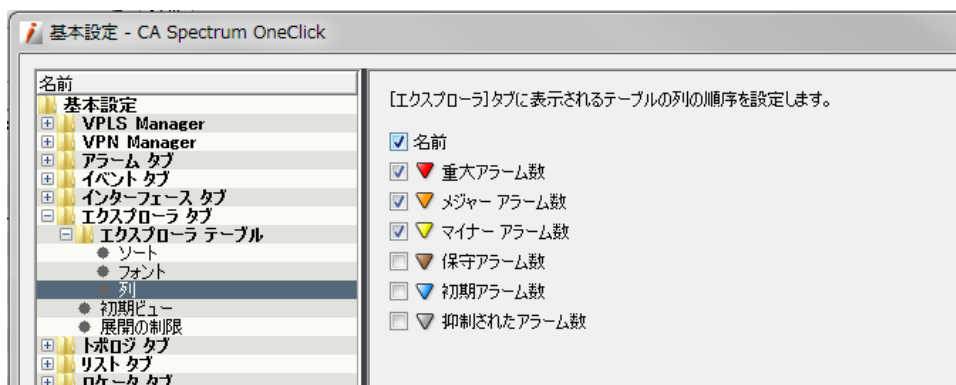 基本設定 - CA Spectrum OneClick
名前
基本設定
VPLS Manager
VPN Manager
アラーム タブ
イベント タブ
インターフェース タブ
エクスプローラ タブ
エクスプローラ テーブル
ソート
フォント
列
初期ビュー
展開の制限
トポロジ タブ
リスト タブ
ロケータ タブ
[エクスプローラ]タブに表示されるテーブルの列の順序を設定します。
名前
重大アラーム数
メジャー アラーム数
マイナー アラーム数
保守アラーム数
初期アラーム数
抑制されたアラーム数